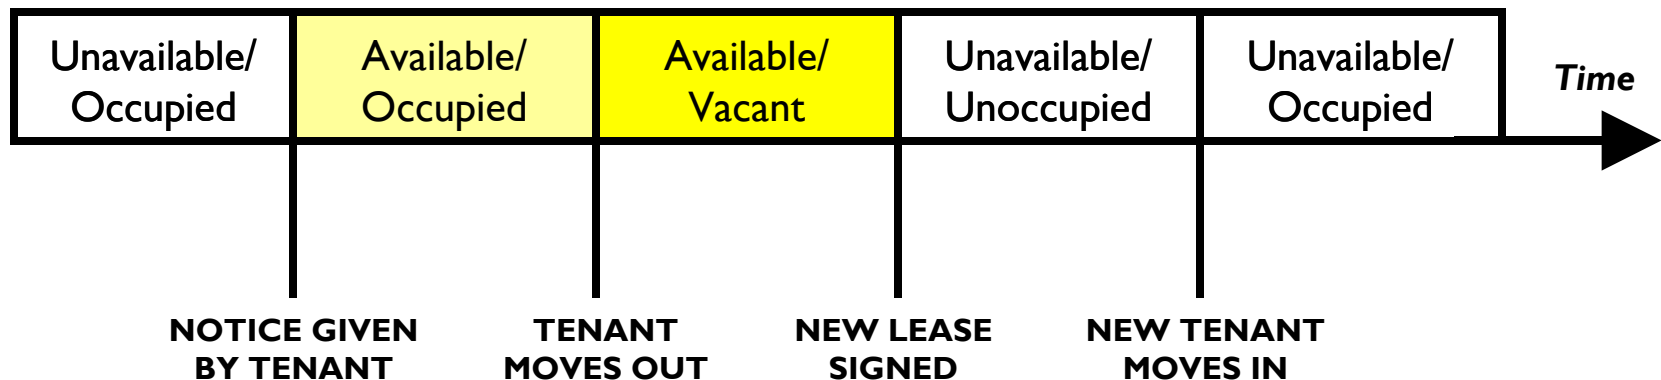 Unavailable/
Occupied
Available/
Occupied
Available/
Vacant
Unavailable/
Unoccupied
Unavailable/
Occupied
Time
NOTICE GIVEN
BY TENANT
TENANT
MOVES OUT
NEW LEASE
SIGNED
NEW TENANT
MOVES IN